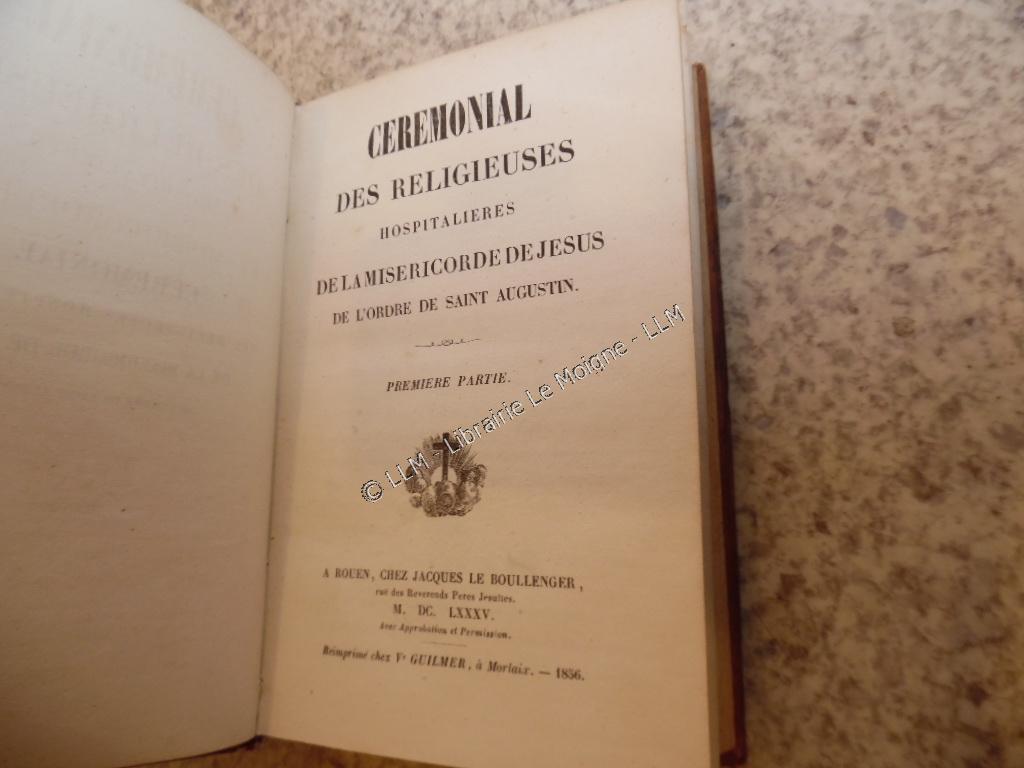 CEREMONIAL
DES RELIGIEUSES
HOSPITALIERES
DE LA MISERICORDE DE JESUS
DE L'ORDRE DE SAINT AUGUSTIN.
PREMIERE PARTIE.
© LLM - Librairie Le Moigne - LLM
A ROUEN, CHEZ JACQUES LE BOULLENGER,
rue des Reverends Peres Jesuites.
M. DC. LXXXV.
Avec Approbation et Permission.
Réimprimé chez Ve GUILMER, à Morlaix. — 1856.